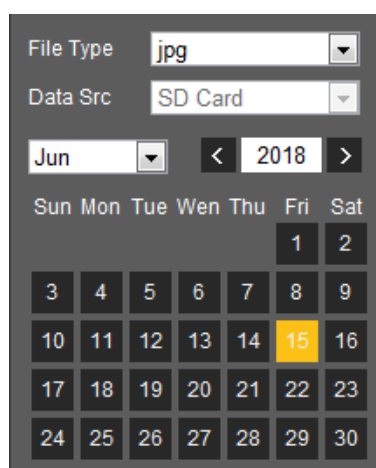 File Type jpg
Data Src SD Card
Jun < 2018 >
Sun Mon Tue Wen Thu Fri Sat
1 2
3 4 5 6 7 8 9
10 11 12 13 14 15 16
17 18 19 20 21 22 23
24 25 26 27 28 29 30